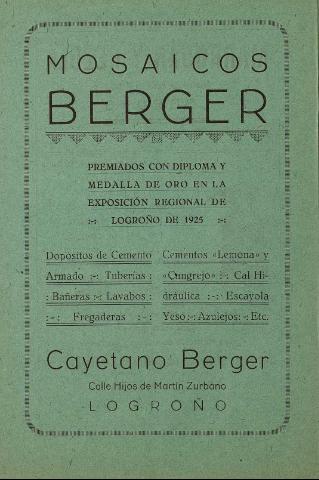 MOSAICOS
BERGER
PREMIADOS CON DIPLOMA Y
MEDALLA DE ORO EN LA
EXPOSICIÓN REGIONAL DE
:-: LOGROÑO DE 1925 :-:
Depósitos de Cemento
Armado :-: Tuberías :
: Bañeras :-: Lavabos :
:-: Fregaderas :-:
Cementos «Lemona» y
«Cangrejo» :-: Cal Hi-
dráulica :-: Escayola
Yeso :-: Azulejos :-: Etc.
Cayetano Berger
Calle Hijos de Martín Zurbano
LOGROÑO